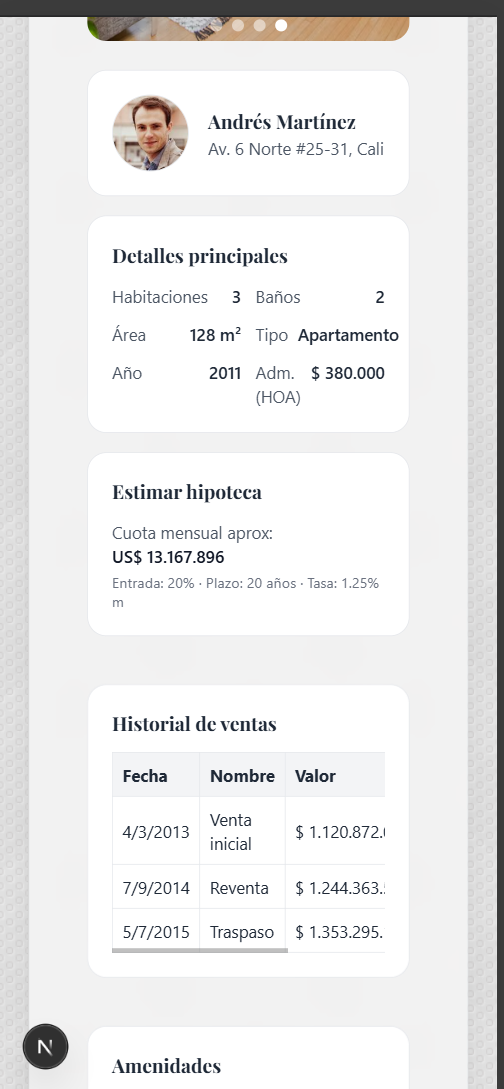 Andrés Martínez
Av. 6 Norte #25-31, Cali
Detalles principales
Habitaciones 3 Baños 2
Área 128 m² Tipo Apartamento
Año 2011 Adm. $ 380.000
(HOA)
Estimar hipoteca
Cuota mensual aprox:
US$ 13.167.896
Entrada: 20% · Plazo: 20 años · Tasa: 1.25%
m
Historial de ventas
Fecha Nombre Valor
Venta
4/3/2013 $ 1.120.872.
inicial
7/9/2014 Reventa $ 1.244.363.
5/7/2015 Traspaso $ 1.353.295.
N
Amenidades